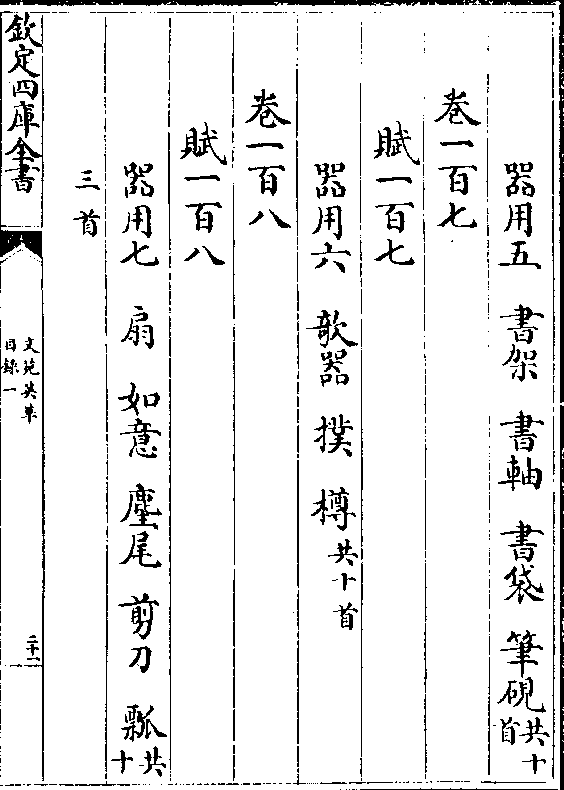 器用五 書架 書軸 書袋 筆硯 共十首
卷一百七
賦一百七
器用六 欹器 撲 樽 共十首
卷一百八
賦一百八
器用七 扇 如意 塵尾 剪刀 瓢 共十
三首
欽定四庫全書
文苑英華
目錄一
二十一